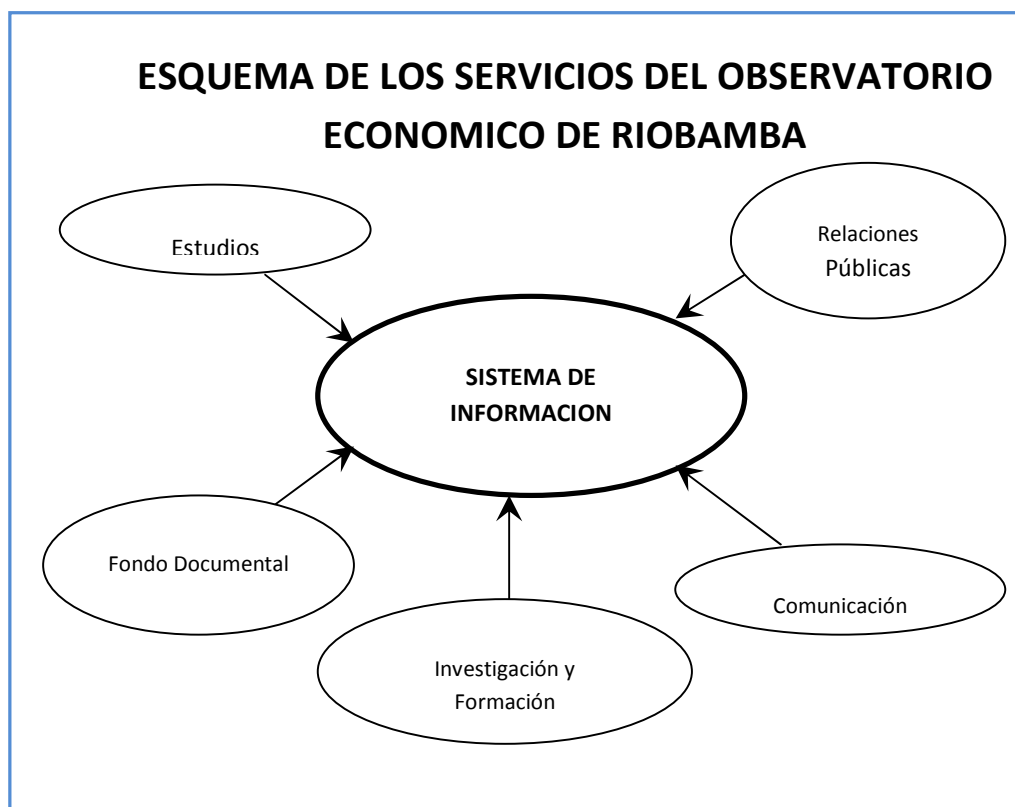 ESQUEMA DE LOS SERVICIOS DEL OBSERVATORIO
ECONOMICO DE RIOBAMBA
Estudios
Relaciones
Públicas
SISTEMA DE
INFORMACION
Fondo Documental
Comunicación
Investigación y
Formación